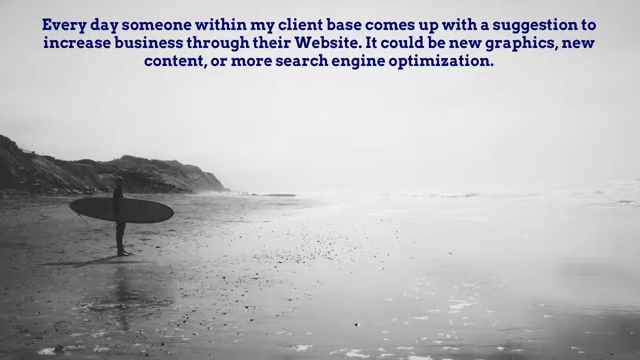 Every day someone within my client base comes up with a suggestion to
increase business through their Website. It could be new graphics, new
content, or more search engine optimization.